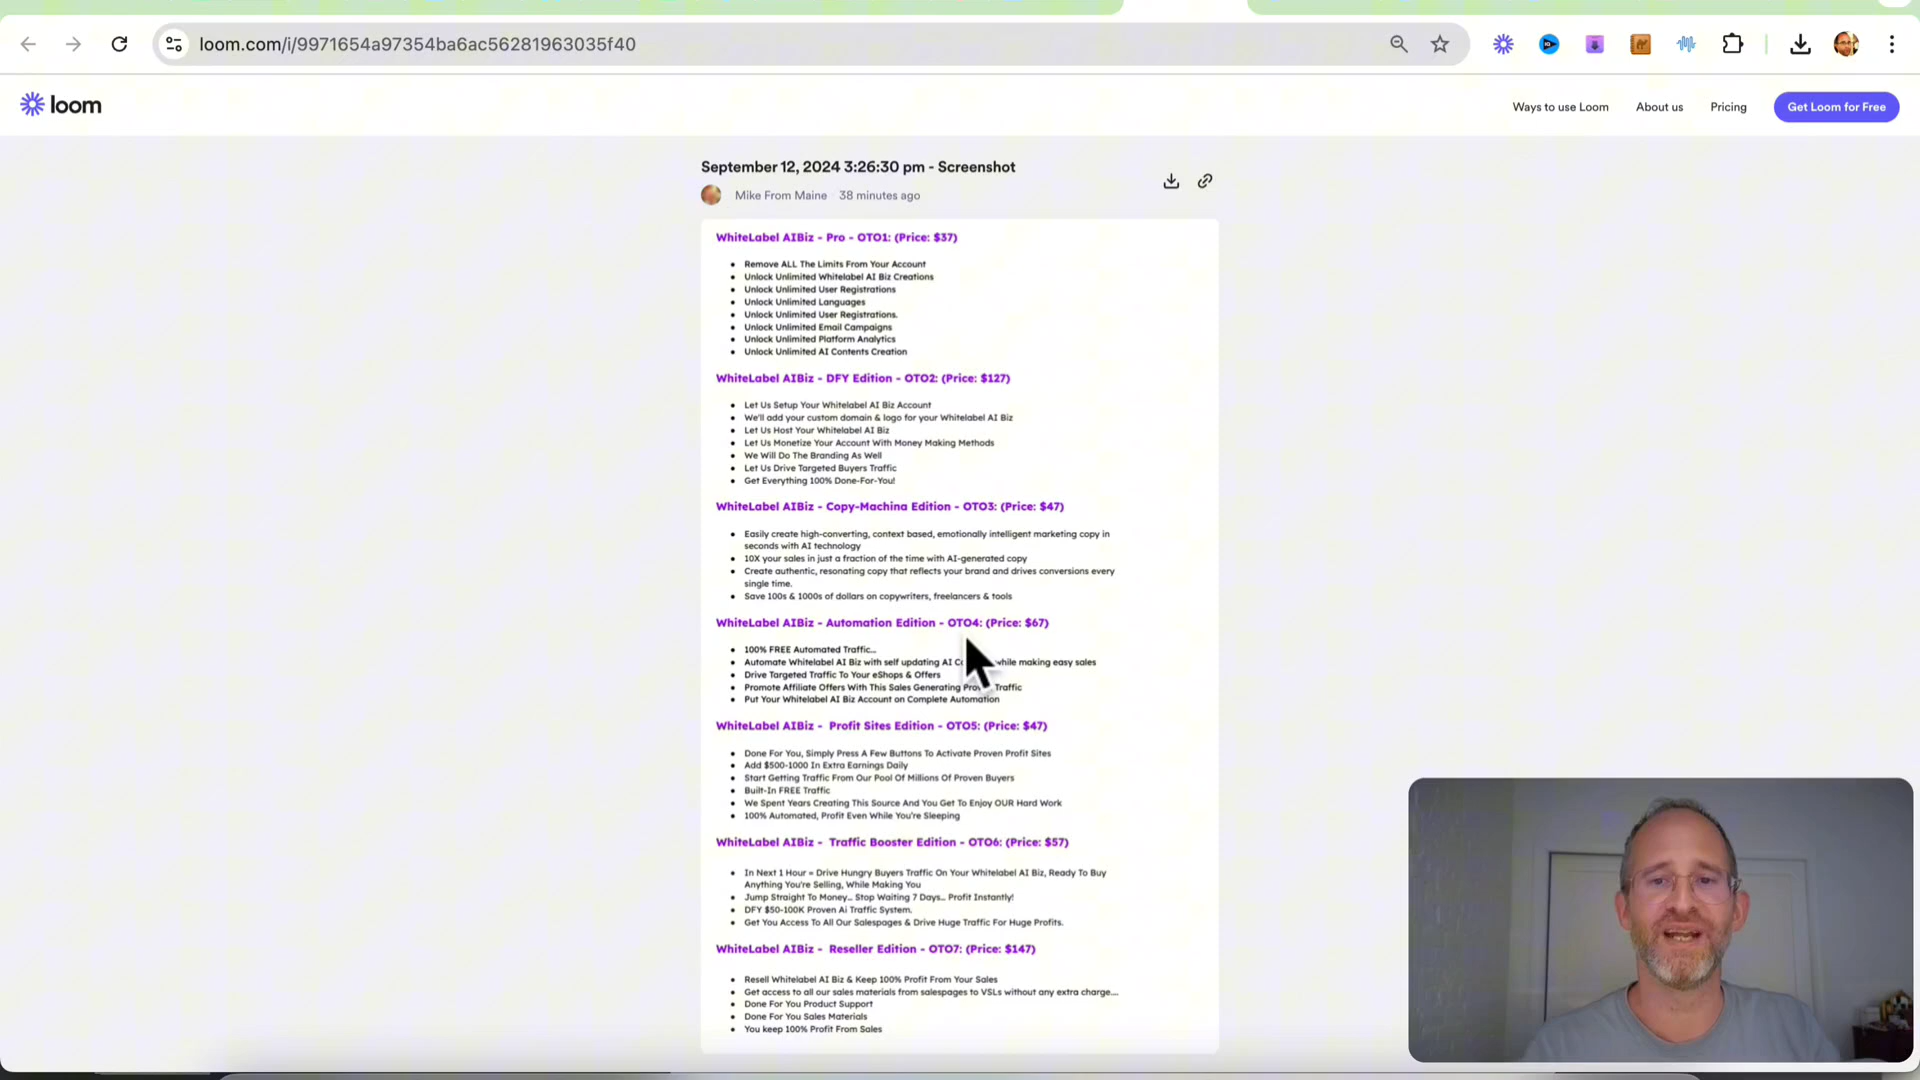 loom.com/i/9971654a97354ba6ac56281963035f40
loom
Ways to use Loom
About us
Pricing
Get Loom for Free
September 12, 2024 3:26:30 pm - Screenshot
Mike From Maine 38 minutes ago
WhiteLabel AIBiz - Pro - OTO1: (Price: $37)
Remove ALL The Limits From Your Account
Unlock Unlimited Whitelabel AI Biz Creations
Unlock Unlimited User Registrations
Unlock Unlimited Languages
Unlock Unlimited User Registrations.
Unlock Unlimited Email Campaigns
Unlock Unlimited Platform Analytics
Unlock Unlimited AI Contents Creation
WhiteLabel AIBiz - DFY Edition - OTO2: (Price: $127)
Let Us Setup Your Whitelabel AI Biz Account
We'll add your custom domain & logo for your Whitelabel AI Biz
Let Us Host Your Whitelabel AI Biz
Let Us Monetize Your Account With Money Making Methods
We Will Do The Branding As Well
Let Us Drive Targeted Buyers Traffic
Get Everything 100% Done-For-You!
WhiteLabel AIBiz - Copy-Machina Edition - OTO3: (Price: $47)
Easily create high-converting, context based, emotionally intelligent marketing copy in
seconds with AI technology
10X your sales in just a fraction of the time with AI-generated copy
Create authentic, resonating copy that reflects your brand and drives conversions every
single time.
Save 100s & 1000s of dollars on copywriters, freelancers & tools
WhiteLabel AIBiz - Automation Edition - OTO4: (Price: $67)
100% FREE Automated Traffic...
Automate Whitelabel AI Biz with self updating AI while making easy sales
Drive Targeted Traffic To Your eShops & Offers
Promote Affiliate Offers With This Sales Generating Traffic
Put Your Whitelabel AI Biz Account on Complete Automation
WhiteLabel AIBiz - Profit Sites Edition - OTO5: (Price: $47)
Done For You, Simply Press A Few Buttons To Activate Proven Profit Sites
Add $500-1000 In Extra Earnings Daily
Start Getting Traffic From Our Pool Of Millions Of Proven Buyers
Built-In FREE Traffic
We Spent Years Creating This Source And You Get To Enjoy OUR Hard Work
100% Automated, Profit Even While You're Sleeping
WhiteLabel AIBiz - Traffic Booster Edition - OTO6: (Price: $57)
In Next 1 Hour = Drive Hungry Buyers Traffic On Your Whitelabel AI Biz, Ready To Buy
Anything You're Selling, While Making You
Jump Straight To Money... Stop Waiting 7 Days... Profit Instantly!
DFY $50-100K Proven Ai Traffic System.
Get You Access To All Our Salespages & Drive Huge Traffic For Huge Profits.
WhiteLabel AIBiz - Reseller Edition - OTO7: (Price: $147)
Resell Whitelabel AI Biz & Keep 100% Profit From Your Sales
Get access to all our sales materials from salespages to VSLs without any extra charge....
Done For You Product Support
Done For You Sales Materials
You keep 100% Profit From Sales